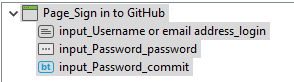 Page_Sign in to GitHub
input_Username or email address_login
input_Password_password
bt input_Password_commit